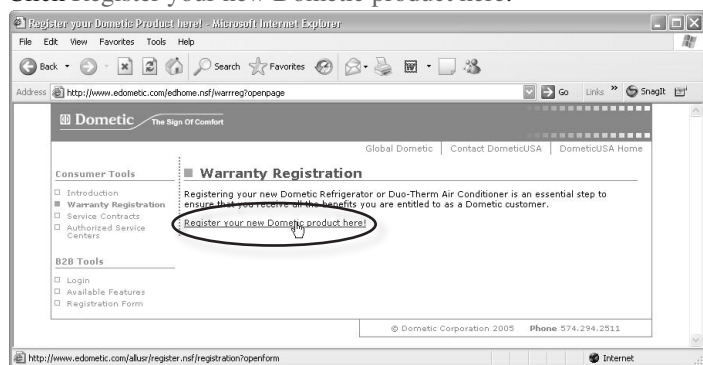 Click Register your new Dometic product here!
Register your Dometic Product here! - Microsoft Internet Explorer
File Edit View Favorites Tools Help
Back Search Favorites
Address http://www.edometic.com/edhome.nsf/warrreg?openpage Go Links » SnagIt
Dometic The Sign Of Comfort
Global Dometic Contact DometicUSA DometicUSA Home
Consumer Tools
Introduction
Warranty Registration
Service Contracts
Authorized Service
Centers
B2B Tools
Login
Available Features
Registration Form
Warranty Registration
Registering your new Dometic Refrigerator or Duo-Therm Air Conditioner is an essential step to
ensure that you receive all the benefits you are entitled to as a Dometic customer.
Register your new Dometic product here!
© Dometic Corporation 2005 Phone 574.294.2511
http://www.edometic.com/allusr/register.nsf/registration?openform Internet